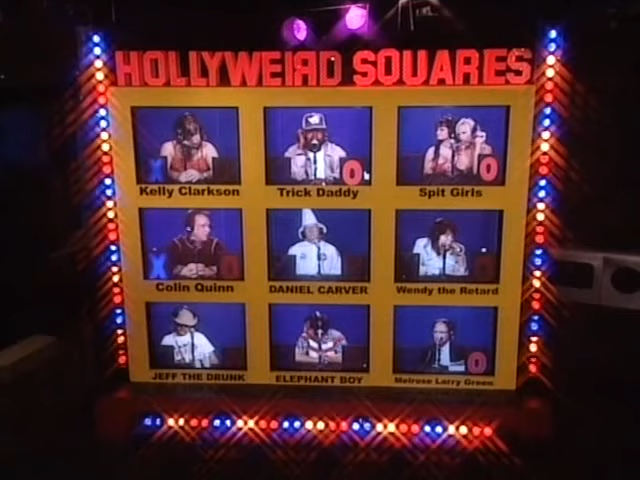 HOLLYWEIRD SQUARES
X
O
O
Kelly Clarkson
Trick Daddy
Spit Girls
X
O
O
Colin Quinn
DANIEL CARVER
Wendy the Retard
O
O
JEFF THE DRUNK
ELEPHANT BOY
Melrose Larry Green